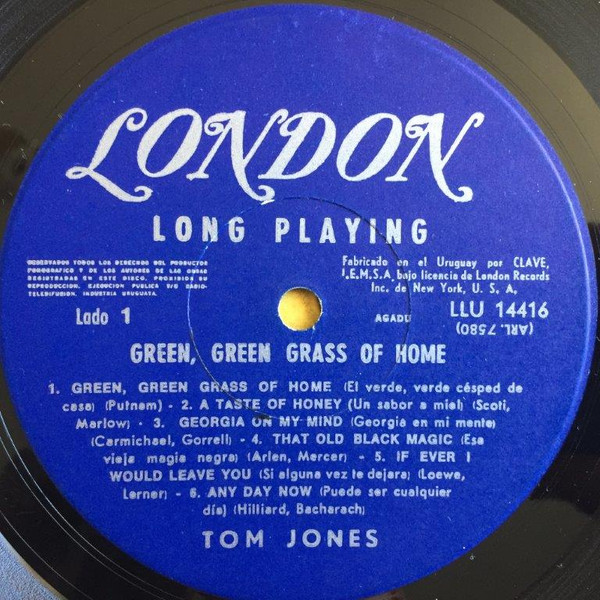 LONDON
LONG PLAYING
RESERVADOS TODOS LOS DERECHOS DEL PRODUCTOR
FONOGRAFICO Y DE LOS AUTORES DE LAS OBRAS
REGISTRADAS EN ESTE DISCO. PROHIBIDO SU
REPRODUCCION. EJECUCION PUBLICA Y/O RADIO-
TELEDIFUSION. INDUSTRIA URUGUAYA.
Fabricado en el Uruguay por CLAVE,
I.E.M.S.A. bajo licencia de London Records
Inc. de New York, U. S. A.
Lado 1
AGADU
LLU 14416
(ARL. 7580)
GREEN, GREEN GRASS OF HOME
1. GREEN, GREEN GRASS OF HOME (El verde, verde césped de
casa) (Putnam) - 2. A TASTE OF HONEY (Un sabor a miel) (Scott,
Marlow) - 3. GEORGIA ON MY MIND (Georgia en mi mente)
(Carmichael, Gorrell) - 4. THAT OLD BLACK MAGIC (Esa
vieja magia negra) (Arlen, Mercer) - 5. IF EVER I
WOULD LEAVE YOU (Si alguna vez te dejara) (Loewe,
Lerner) - 6. ANY DAY NOW (Puede ser cualquier
día) (Hilliard, Bacharach)
TOM JONES